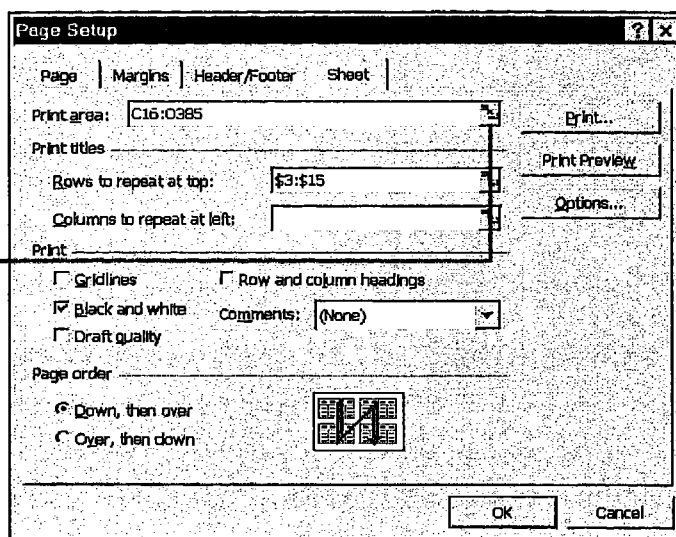 Page Setup ? ×
Page Margins Header/Footer Sheet
Print area: C16:O385 Print...
Print titles
Print Preview
Rows to repeat at top: $3:$15
Options...
Columns to repeat at left:
Print
Gridlines Row and column headings
Black and white Comments: (None)
Draft quality
Page order
Down, then over
Over, then down
OK Cancel